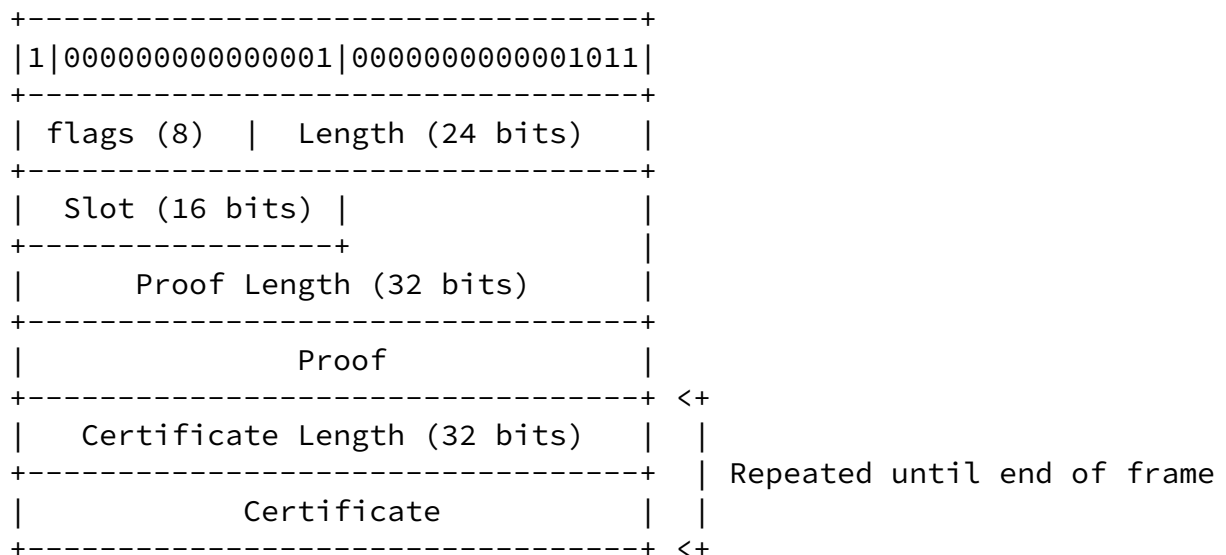 +----------------------------------+
|1|000000000000001|0000000000001011|
+----------------------------------+
| flags (8)  |  Length (24 bits)   |
+----------------------------------+
|  Slot (16 bits) |                |
+-----------------+                |
|      Proof Length (32 bits)      |
+----------------------------------+
|               Proof              |
+----------------------------------+ <+
|   Certificate Length (32 bits)   |  |
+----------------------------------+  | Repeated until end of frame
|            Certificate           |  |
+----------------------------------+ <+